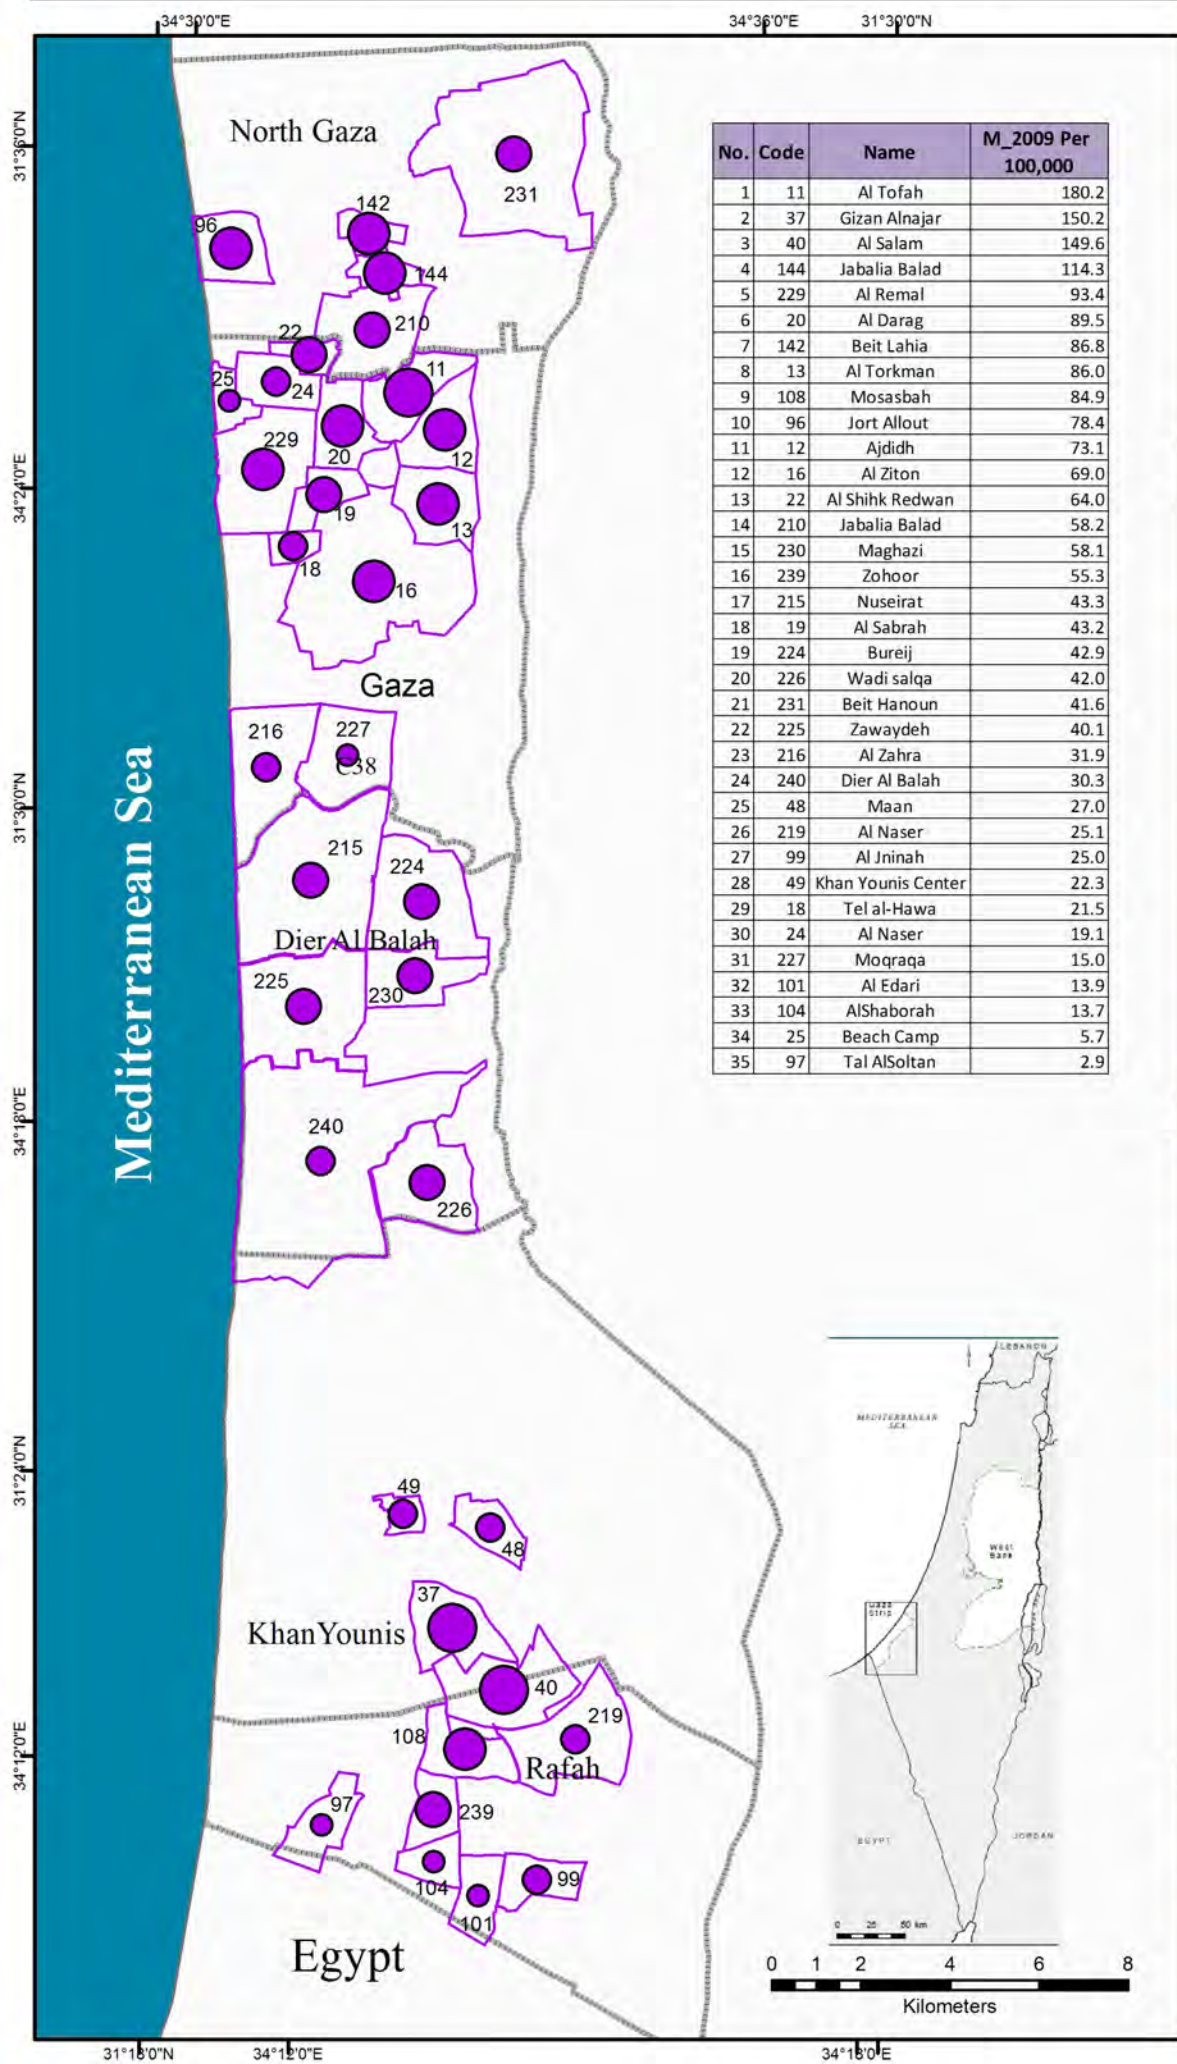 34°30'0"E
34°36'0"E
31°30'0"N
31°36'0"N
34°24'0"E
31°30'0"N
34°18'0"E
31°24'0"N
34°12'0"E
North Gaza
231
142
96
144
210
22
11
25
24
229
20
12
19
13
18
16
Gaza
216
227
C38
215
224
Dier Al Balah
225
230
240
226
Mediterranean Sea
49
48
37
KhanYounis
40
219
108
Rafah
97
239
104
99
101
Egypt
No. Code Name M_2009 Per 100,000
1 11 Al Tofah 180.2
2 37 Gizan Alnajar 150.2
3 40 Al Salam 149.6
4 144 Jabalia Balad 114.3
5 229 Al Remal 93.4
6 20 Al Darag 89.5
7 142 Beit Lahia 86.8
8 13 Al Torkman 86.0
9 108 Mosasbah 84.9
10 96 Jort Allout 78.4
11 12 Ajdidh 73.1
12 16 Al Ziton 69.0
13 22 Al Shihk Redwan 64.0
14 210 Jabalia Balad 58.2
15 230 Maghazi 58.1
16 239 Zohoor 55.3
17 215 Nuseirat 43.3
18 19 Al Sabrah 43.2
19 224 Bureij 42.9
20 226 Wadi salqa 42.0
21 231 Beit Hanoun 41.6
22 225 Zawaydeh 40.1
23 216 Al Zahra 31.9
24 240 Dier Al Balah 30.3
25 48 Maan 27.0
26 219 Al Naser 25.1
27 99 Al Jninah 25.0
28 49 Khan Younis Center 22.3
29 18 Tel al-Hawa 21.5
30 24 Al Naser 19.1
31 227 Moqraqa 15.0
32 101 Al Edari 13.9
33 104 AlShaborah 13.7
34 25 Beach Camp 5.7
35 97 Tal AlSoltan 2.9
LEBANON
MEDITERRANEAN
SEA
West
Bank
Gaza
Strip
EGYPT
JORDAN
0 25 50 km
0 1 2 4 6 8
Kilometers
31°18'0"N
34°12'0"E
34°18'0"E